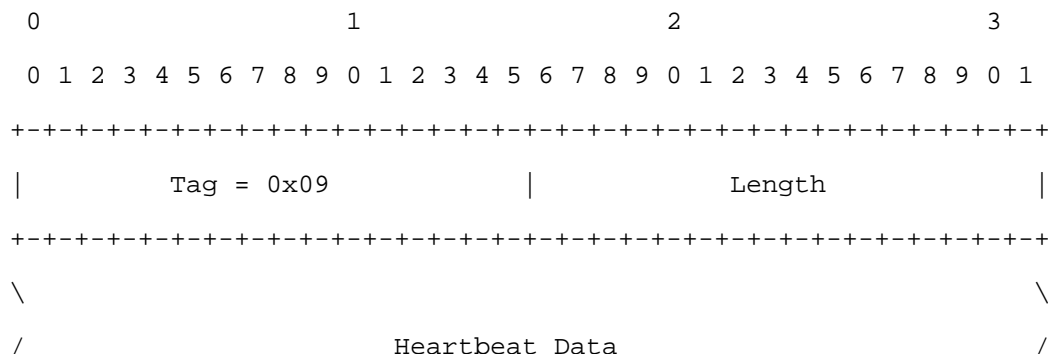 0                   1                   2                   3
 0 1 2 3 4 5 6 7 8 9 0 1 2 3 4 5 6 7 8 9 0 1 2 3 4 5 6 7 8 9 0 1
+-+-+-+-+-+-+-+-+-+-+-+-+-+-+-+-+-+-+-+-+-+-+-+-+-+-+-+-+-+-+-+-+
|         Tag = 0x09            |            Length             |
+-+-+-+-+-+-+-+-+-+-+-+-+-+-+-+-+-+-+-+-+-+-+-+-+-+-+-+-+-+-+-+-+
\                                                               \
/                       Heartbeat Data                          /